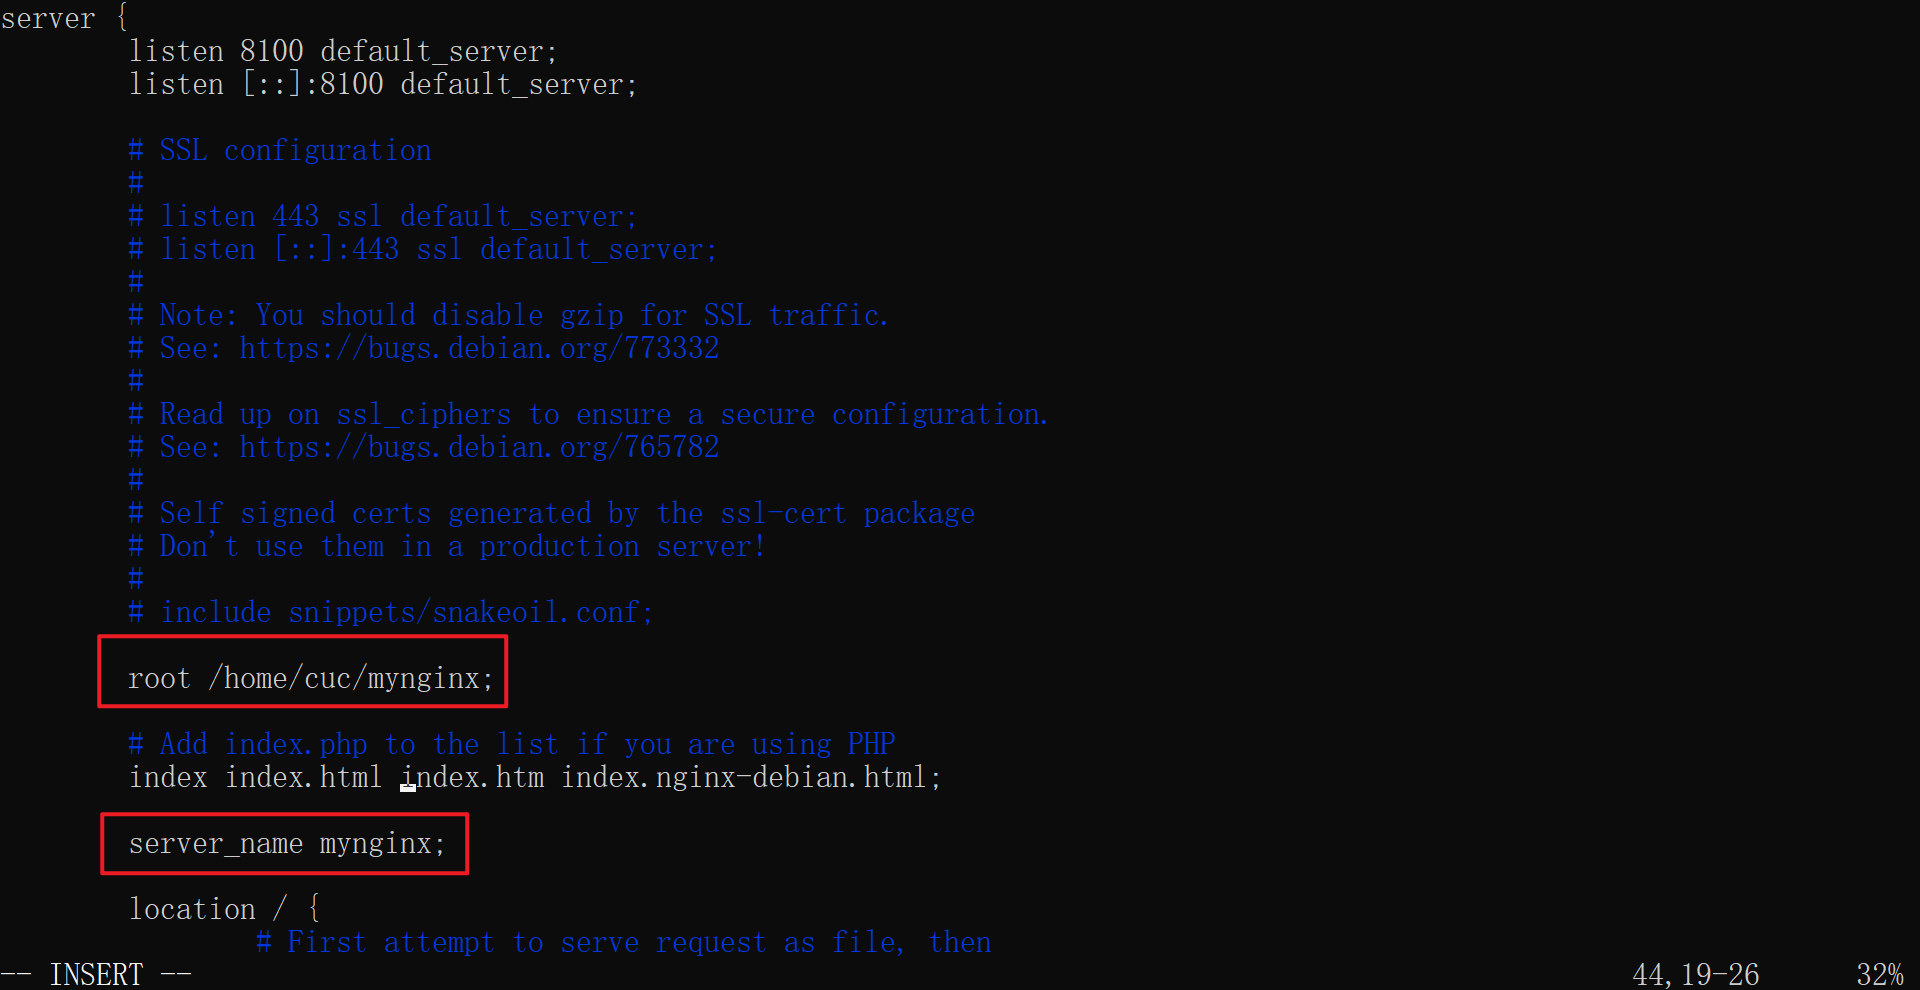 server {
listen 8100 default_server;
listen [::]:8100 default_server;
# SSL configuration
#
# listen 443 ssl default_server;
# listen [::]:443 ssl default_server;
#
# Note: You should disable gzip for SSL traffic.
# See: https://bugs.debian.org/773332
#
# Read up on ssl_ciphers to ensure a secure configuration.
# See: https://bugs.debian.org/765782
#
# Self signed certs generated by the ssl-cert package
# Don't use them in a production server!
#
# include snippets/snakeoil.conf;
root /home/cuc/mynginx;
# Add index.php to the list if you are using PHP
index index.html index.htm index.nginx-debian.html;
server_name mynginx;
location / {
# First attempt to serve request as file, then
-- INSERT -- 44,19-26 32%